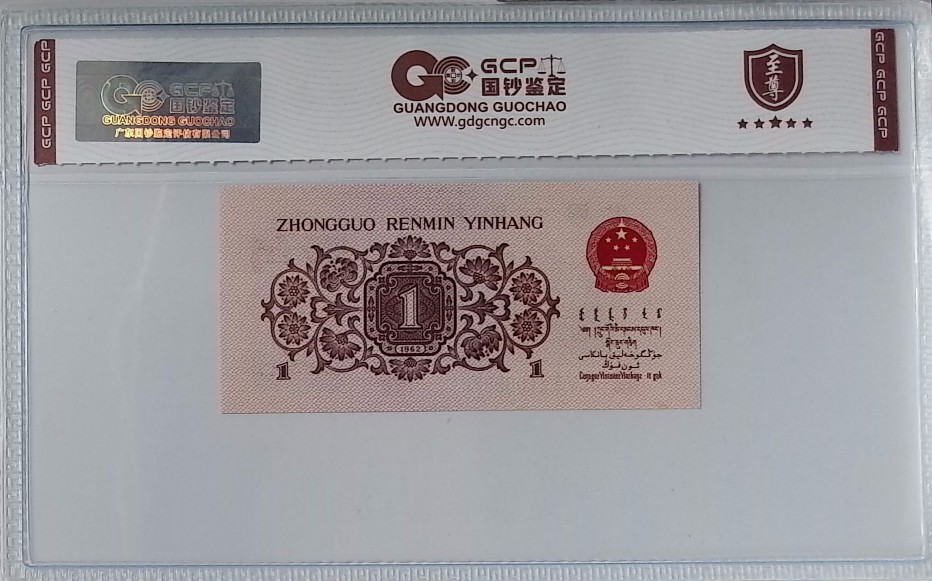 GCP GCP GCP
GCP
国钞鉴定
GUANGDONG GUOCHAO
广东国钞鉴定评估有限公司
GCP
国钞鉴定
GUANGDONG GUOCHAO
WWW.gdgcngc.com
至尊
GCP GCP GCP
ZHONGGUO RENMIN YINHANG
1
(1962)
1
1